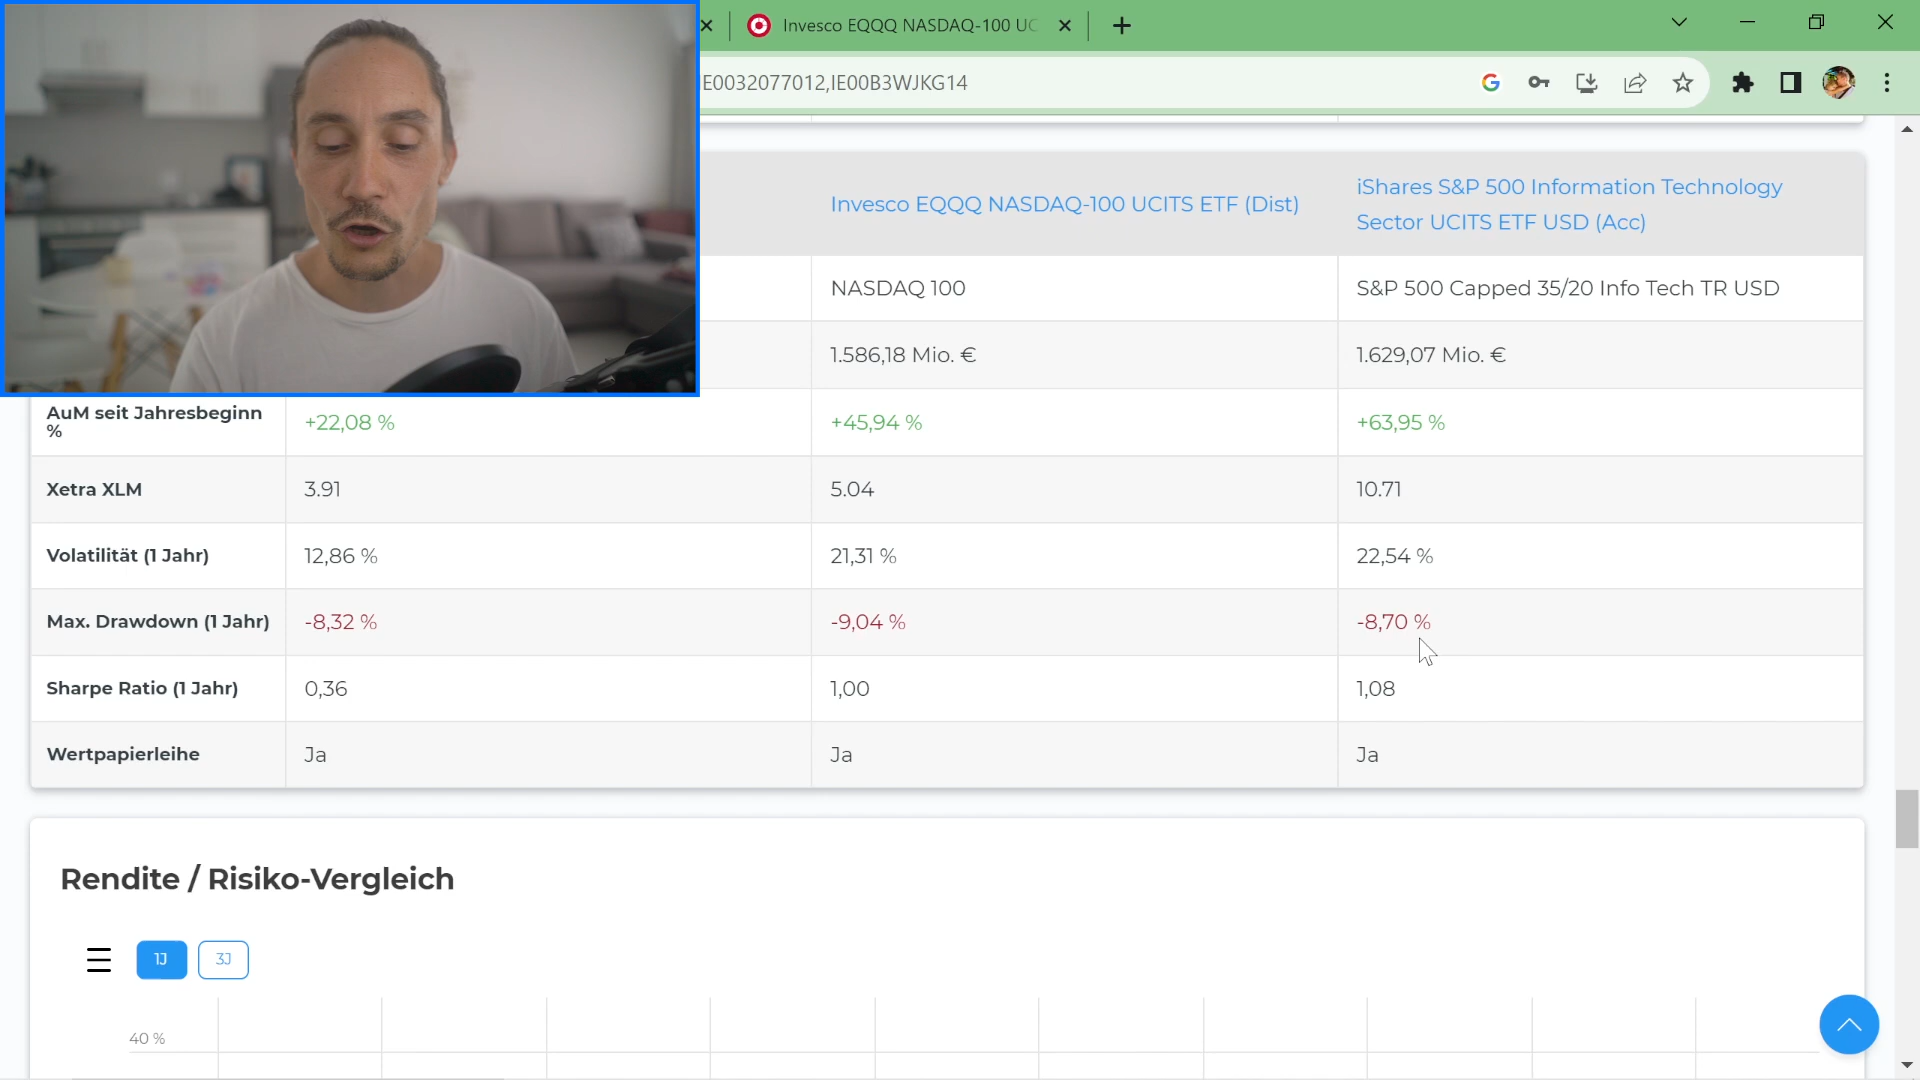 Invesco EQQQ NASDAQ-100 UC
E0032077012,IE00B3WJKG14
Invesco EQQQ NASDAQ-100 UCITS ETF (Dist)
iShares S&P 500 Information Technology
Sector UCITS ETF USD (Acc)
NASDAQ 100
S&P 500 Capped 35/20 Info Tech TR USD
1.586,18 Mio. €
1.629,07 Mio. €
AuM seit Jahresbeginn
%
+22,08 %
+45,94 %
+63,95 %
Xetra XLM
3.91
5.04
10.71
Volatilität (1 Jahr)
12,86 %
21,31 %
22,54 %
Max. Drawdown (1 Jahr)
-8,32 %
-9,04 %
-8,70 %
Sharpe Ratio (1 Jahr)
0,36
1,00
1,08
Wertpapierleihe
Ja
Ja
Ja
Rendite / Risiko-Vergleich
1J
3J
40 %